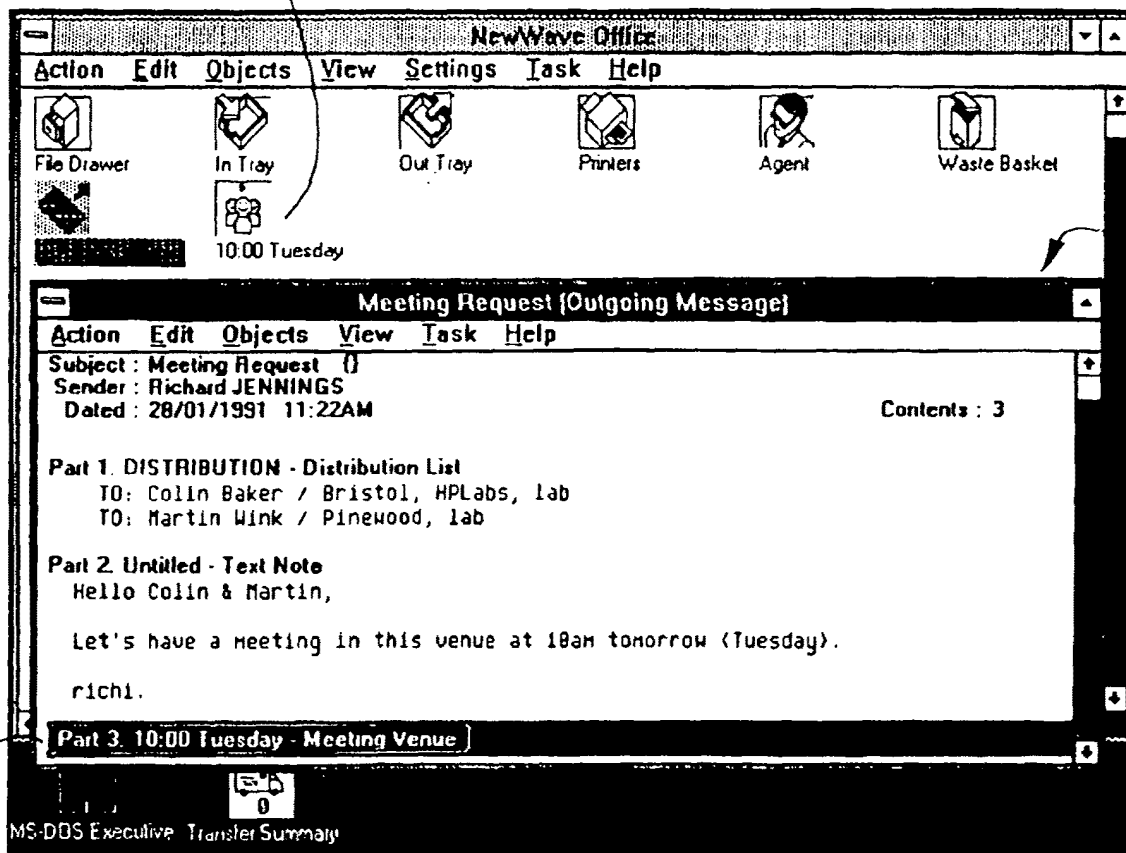 NewWave Office
Action Edit Objects View Settings Task Help
File Drawer In Tray Out Tray Printers Agent Waste Basket
10:00 Tuesday
Meeting Request (Outgoing Message)
Action Edit Objects View Task Help
Subject : Meeting Request ()
Sender : Richard JENNINGS
Dated : 28/01/1991 11:22AM Contents : 3
Part 1. DISTRIBUTION - Distribution List
TO: Colin Baker / Bristol, HPLabs, lab
TO: Martin Wink / Pinewood, lab
Part 2. Untitled - Text Note
Hello Colin & Martin,
Let's have a meeting in this venue at 10am tomorrow (Tuesday).
richi.
Part 3. 10:00 Tuesday - Meeting Venue
0
MS-DOS Executive Transfer Summary